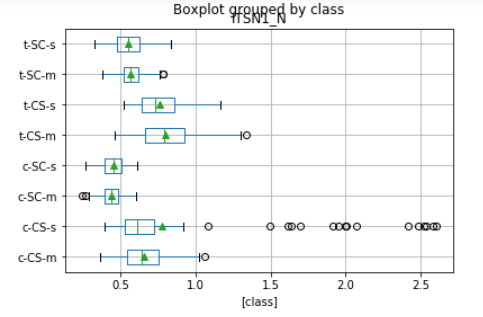 Boxplot grouped by class
ITSN1_N
t-SC-s
t-SC-m
t-CS-s
t-CS-m
c-SC-s
c-SC-m
c-CS-s
c-CS-m
0.5 1.0 1.5 2.0 2.5
[class]